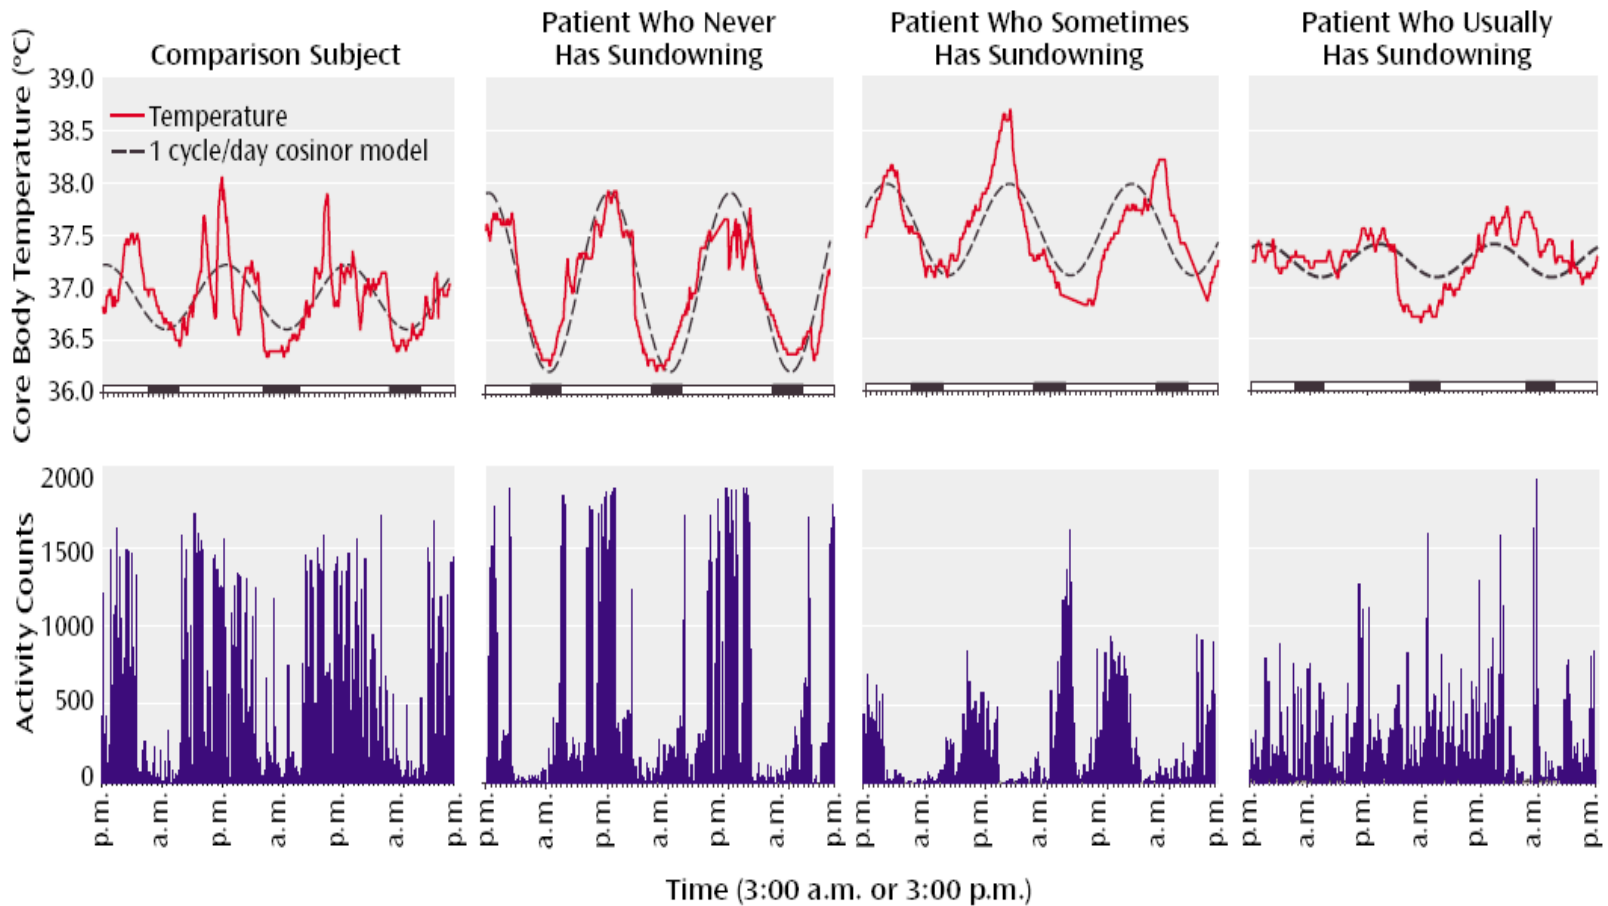 Comparison Subject
Patient Who Never
Has Sundowning
Patient Who Sometimes
Has Sundowning
Patient Who Usually
Has Sundowning
Core Body Temperature (°C)
39.0
38.5
38.0
37.5
37.0
36.5
36.0
Temperature
1 cycle/day cosinor model
Activity Counts
2000
1500
1000
500
0
p.m. a.m. p.m. a.m. p.m. a.m. p.m.
p.m. a.m. p.m. a.m. p.m. a.m. p.m.
p.m. a.m. p.m. a.m. p.m. a.m. p.m.
p.m. a.m. p.m. a.m. p.m. a.m. p.m.
Time (3:00 a.m. or 3:00 p.m.)